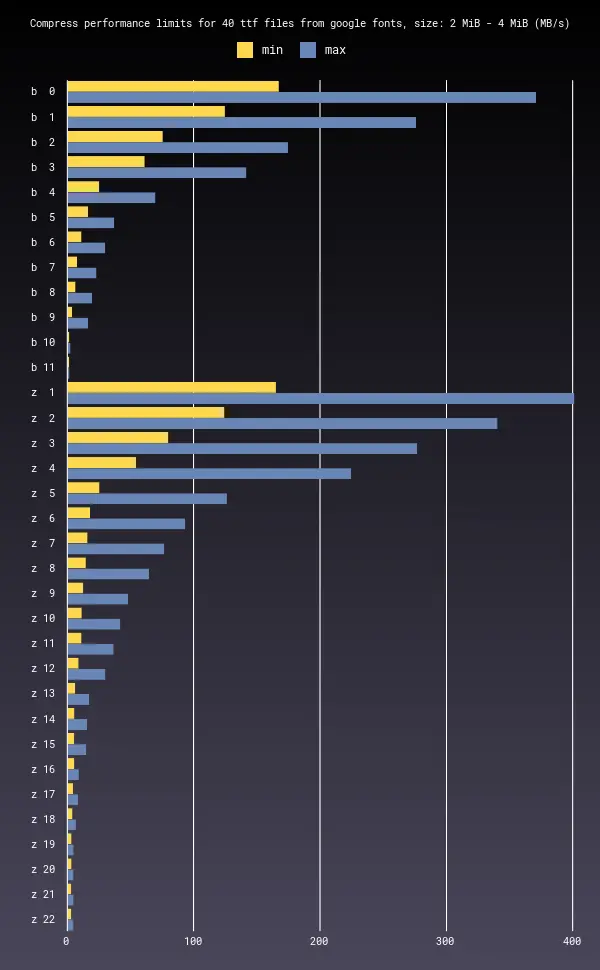 Compress performance limits for 40 ttf files from google fonts, size: 2 MiB - 4 MiB (MB/s)
min max
b 0
b 1
b 2
b 3
b 4
b 5
b 6
b 7
b 8
b 9
b 10
b 11
z 1
z 2
z 3
z 4
z 5
z 6
z 7
z 8
z 9
z 10
z 11
z 12
z 13
z 14
z 15
z 16
z 17
z 18
z 19
z 20
z 21
z 22
0 100 200 300 400